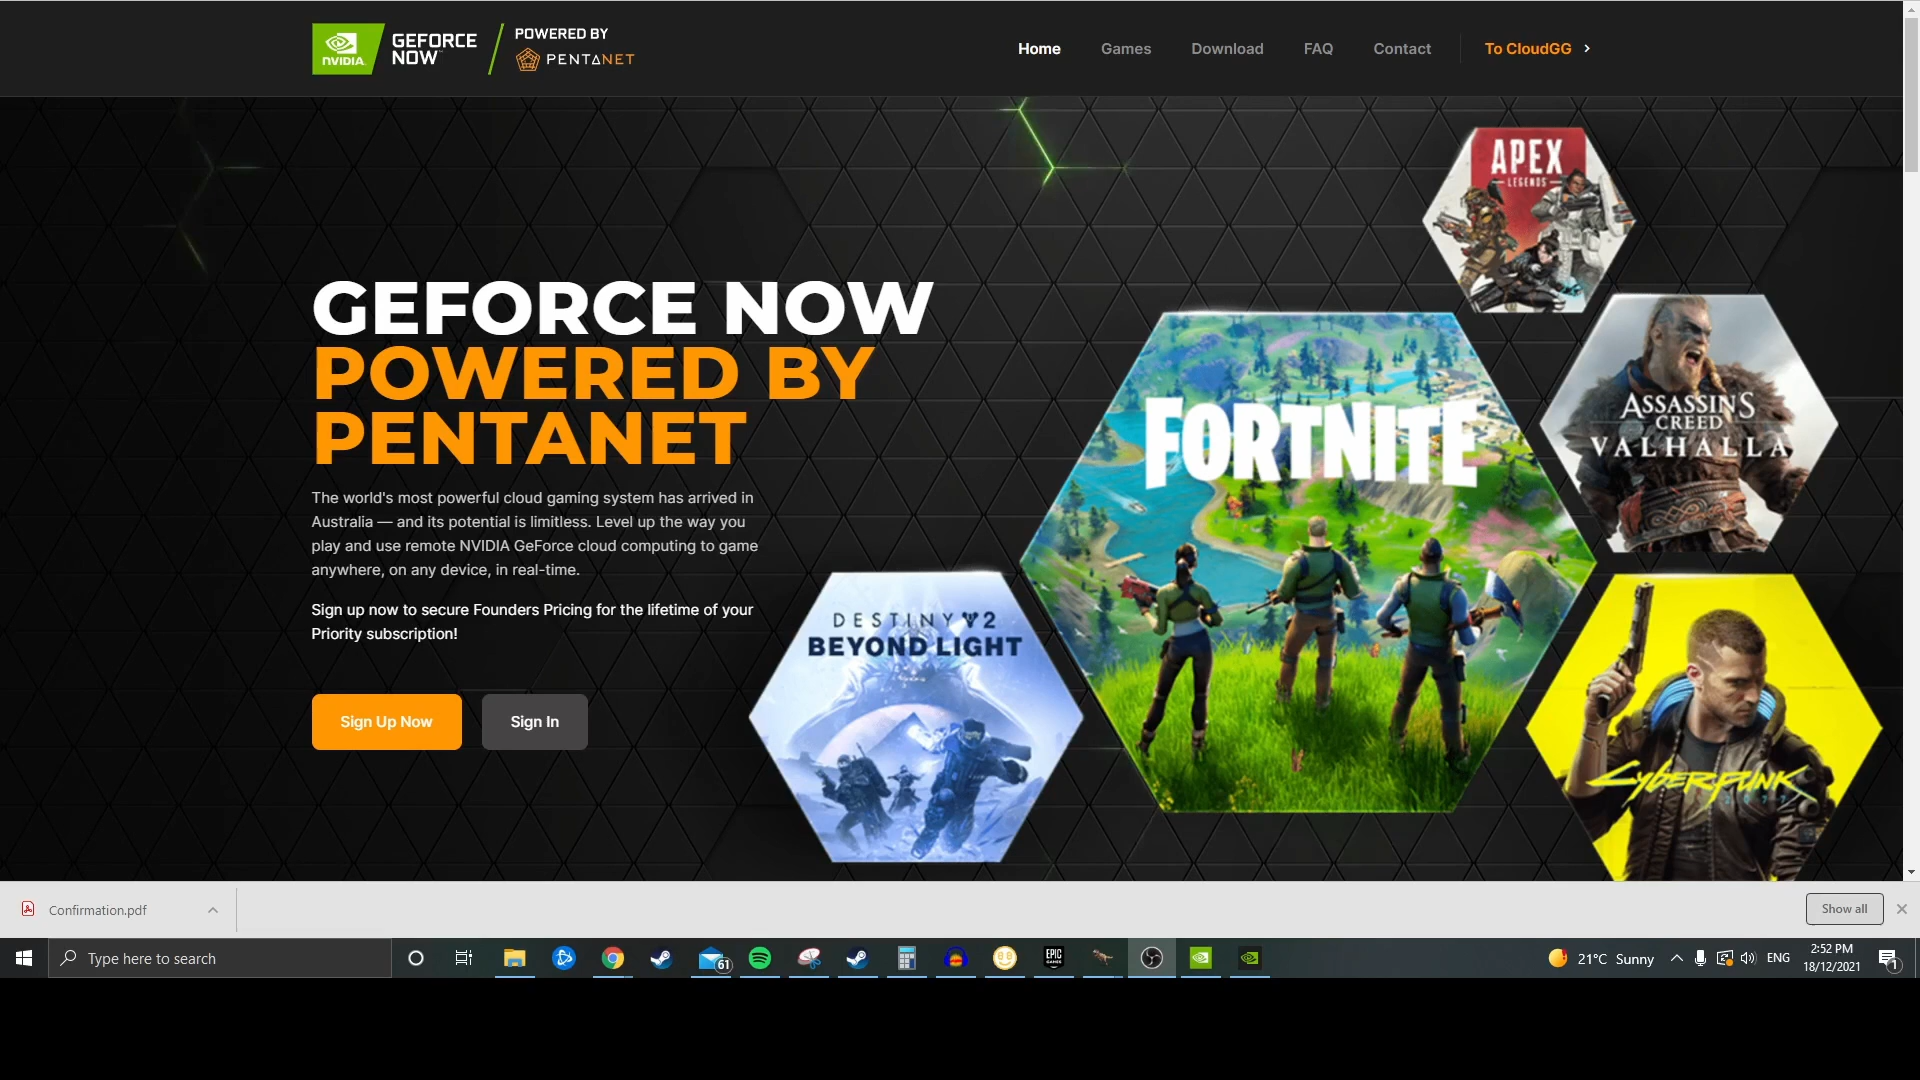 NVIDIA.
GEFORCE
NOW
POWERED BY
PENTANET
Home
Games
Download
FAQ
Contact
To CloudGG
GEFORCE NOW
POWERED BY
PENTANET
The world's most powerful cloud gaming system has arrived in
Australia — and its potential is limitless. Level up the way you
play and use remote NVIDIA GeForce cloud computing to game
anywhere, on any device, in real-time.
Sign up now to secure Founders Pricing for the lifetime of your
Priority subscription!
Sign Up Now
Sign In
APEX
LEGENDS
FORTNITE
ASSASSIN'S
CREED
VALHALLA
DESTINY 2
BEYOND LIGHT
CYBERPUNK
2077
Confirmation.pdf
Show all
Type here to search
61
EPIC
GAMES
21°C Sunny
ENG
2:52 PM
18/12/2021
1